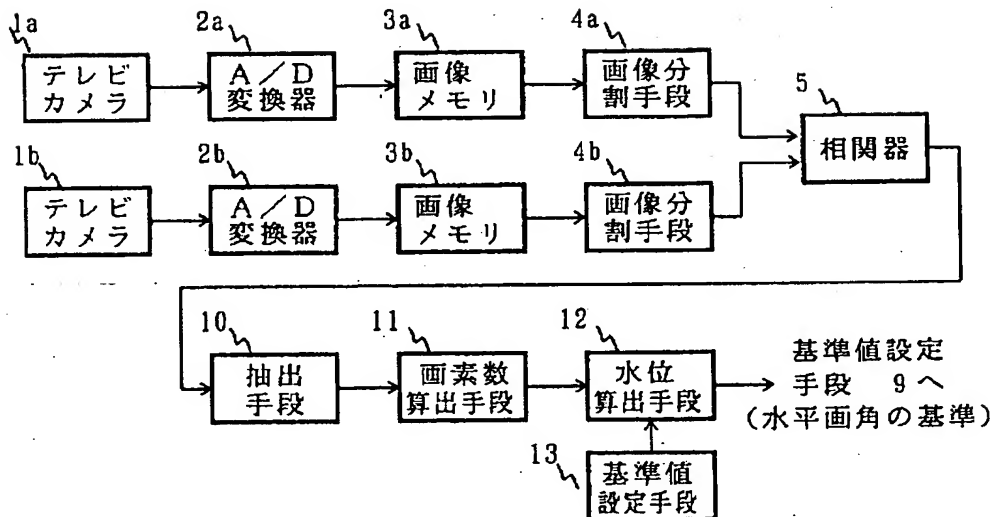 1a
テレビ
カメラ
2a
A/D
変換器
3a
画像
メモリ
4a
画像分
割手段
5
相関器
1b
テレビ
カメラ
2b
A/D
変換器
3b
画像
メモリ
4b
画像分
割手段
10
抽出
手段
11
画素数
算出手段
12
水位
算出手段
基準値設定
手段 9へ
(水平画角の基準)
13
基準値
設定手段